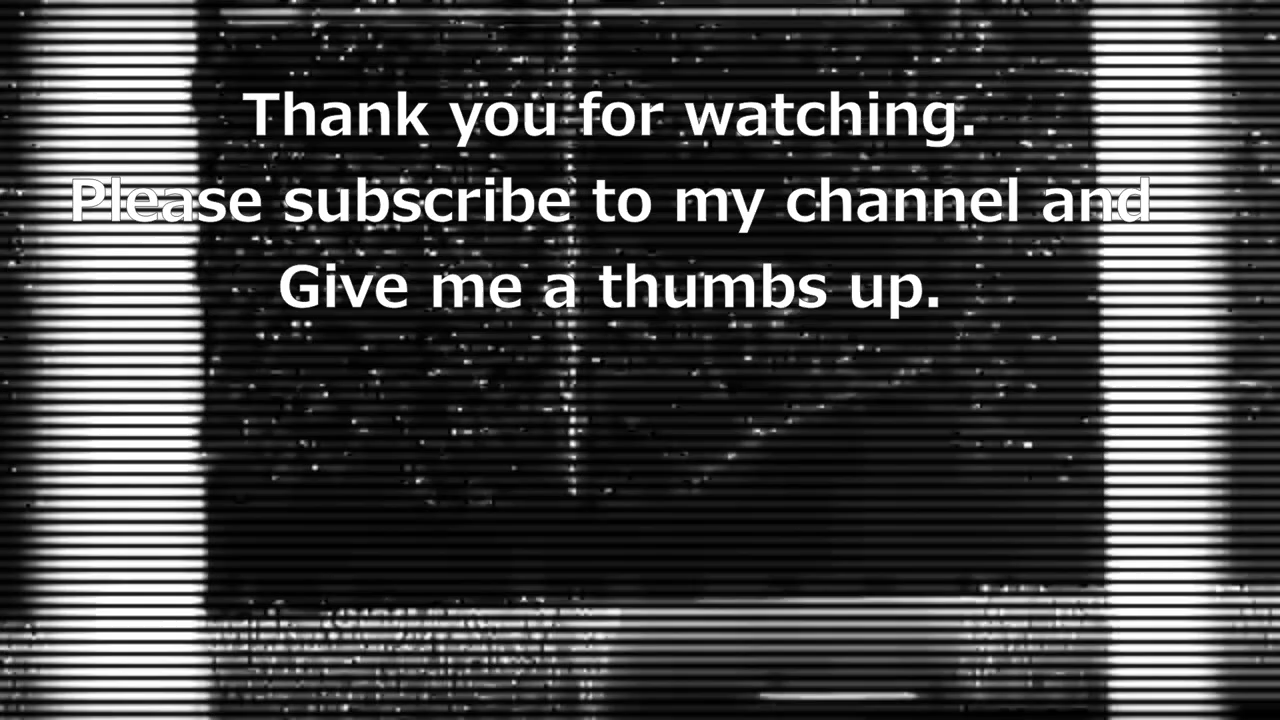 Thank you for watching.
Please subscribe to my channel and
Give me a thumbs up.